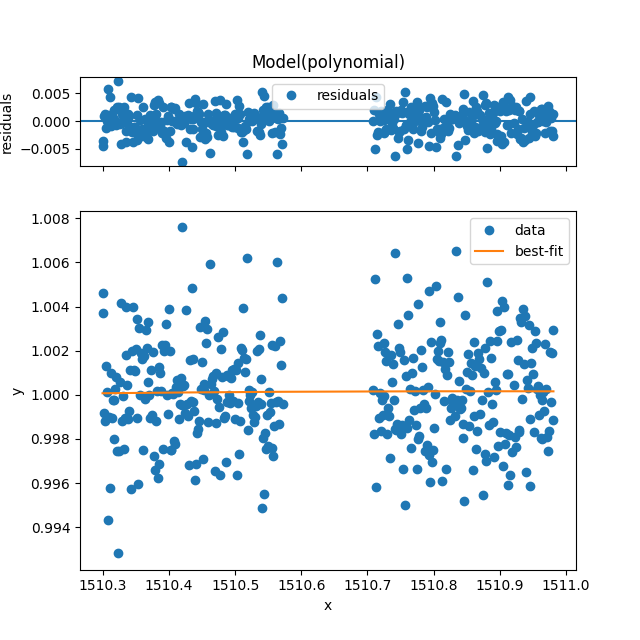 Model(polynomial)
0.005
0.000
−0.005
residuals
residuals
1.008
1.006
1.004
1.002
1.000
0.998
0.996
0.994
y
data
best-fit
1510.3 1510.4 1510.5 1510.6 1510.7 1510.8 1510.9 1511.0
x